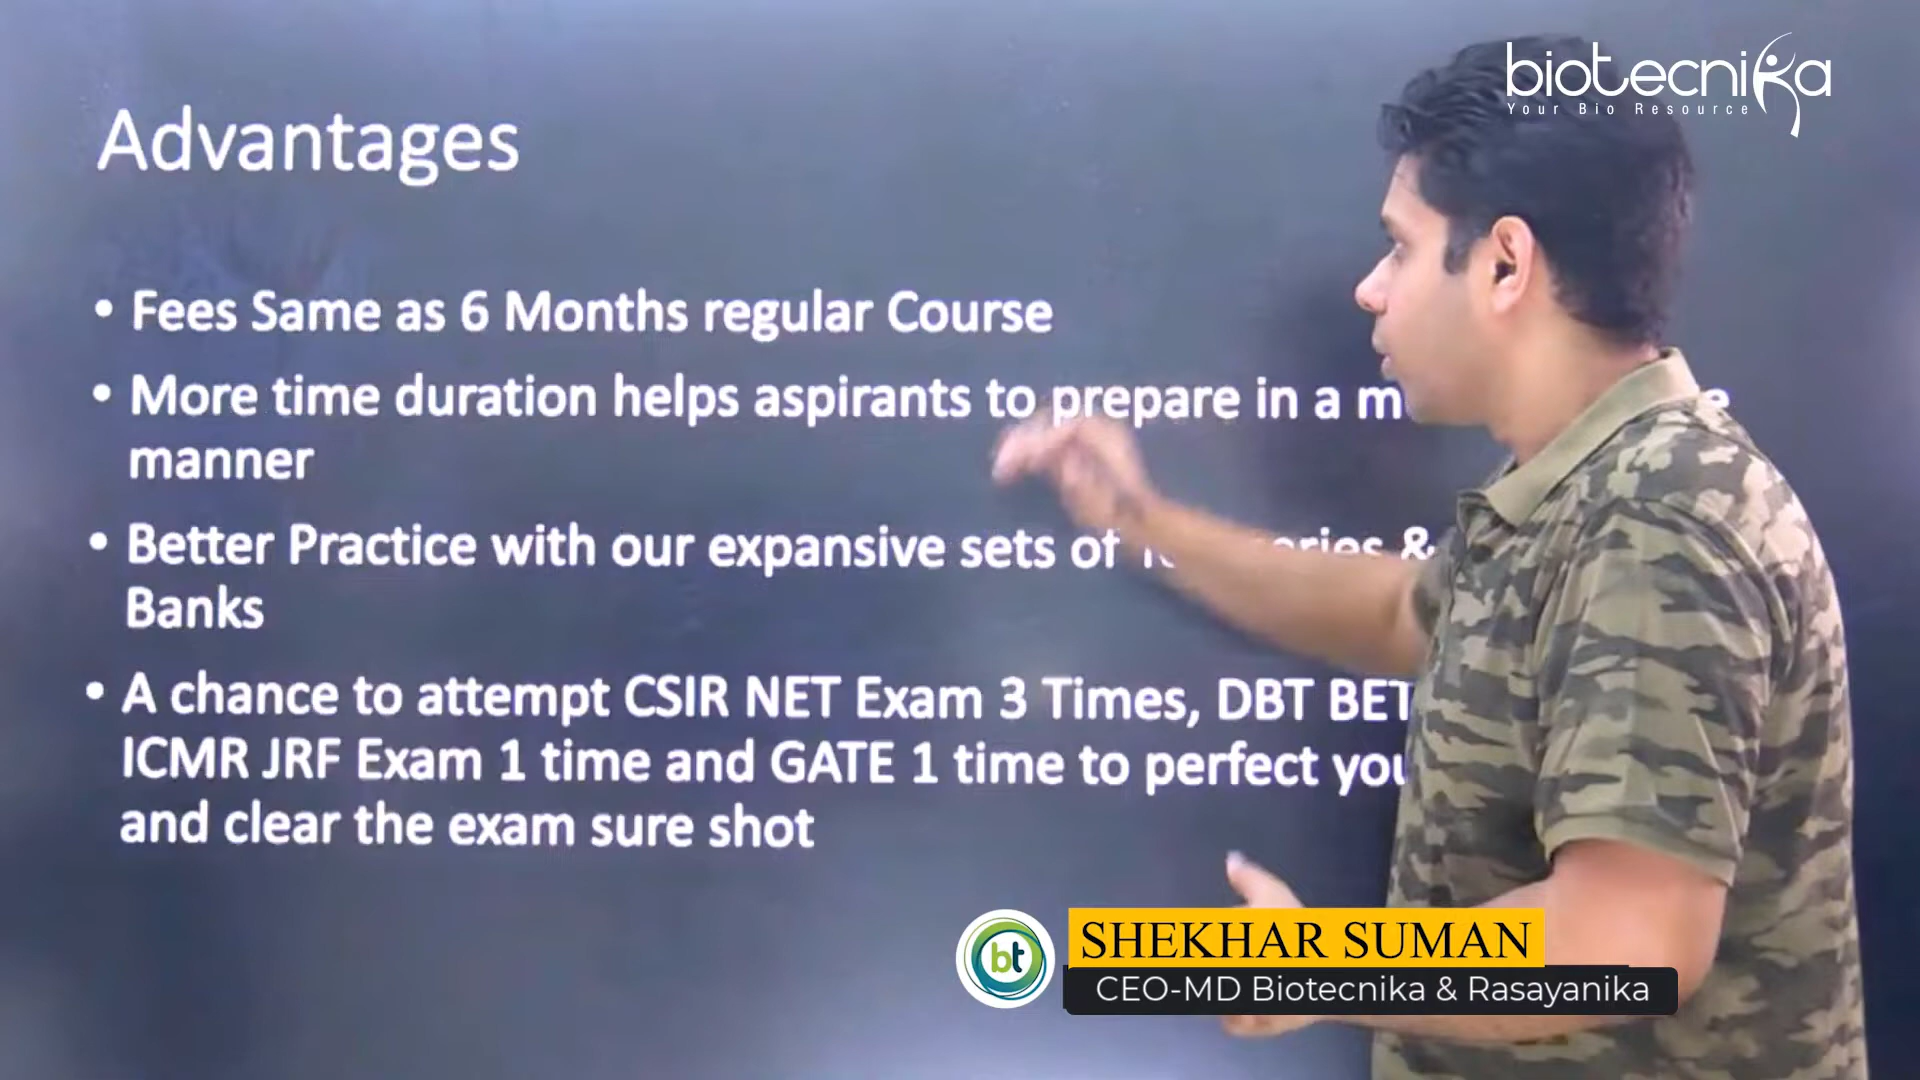 biotecnika
Your Bio Resource
Advantages
• Fees Same as 6 Months regular Course
• More time duration helps aspirants to prepare in a
manner
• Better Practice with our expansive sets of &
Banks
• A chance to attempt CSIR NET Exam 3 Times, DBT BET
ICMR JRF Exam 1 time and GATE 1 time to perfect
and clear the exam sure shot
bt
SHEKHAR SUMAN
CEO-MD Biotecnika & Rasayanika